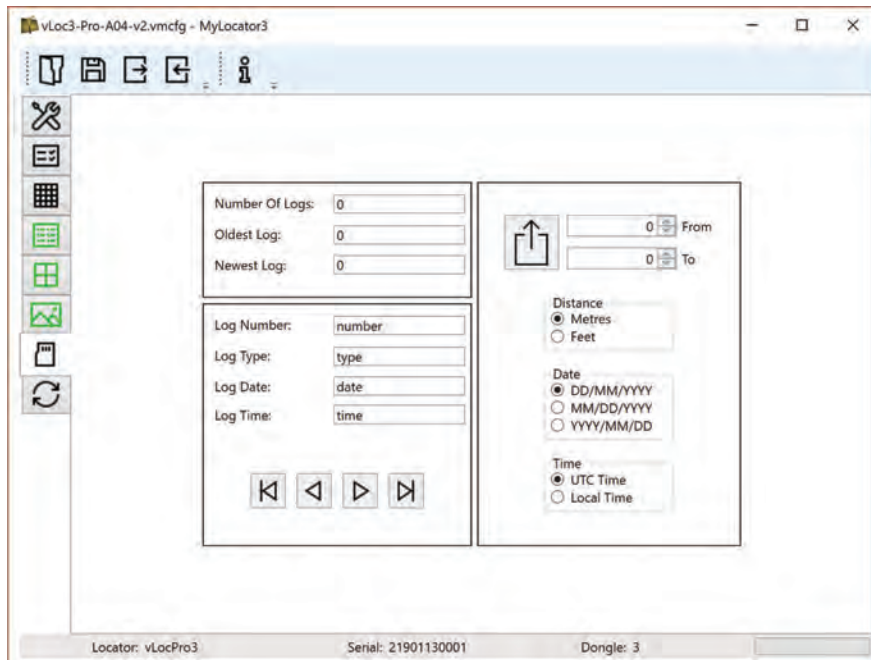 vLoc3-Pro-A04-v2.vmcfg - MyLocator3
Number Of Logs: 0
Oldest Log: 0
Newest Log: 0
Log Number: number
Log Type: type
Log Date: date
Log Time: time
0 From
0 To
Distance
Metres
Feet
Date
DD/MM/YYYY
MM/DD/YYYY
YYYY/MM/DD
Time
UTC Time
Local Time
Locator: vLocPro3 Serial: 21901130001 Dongle: 3